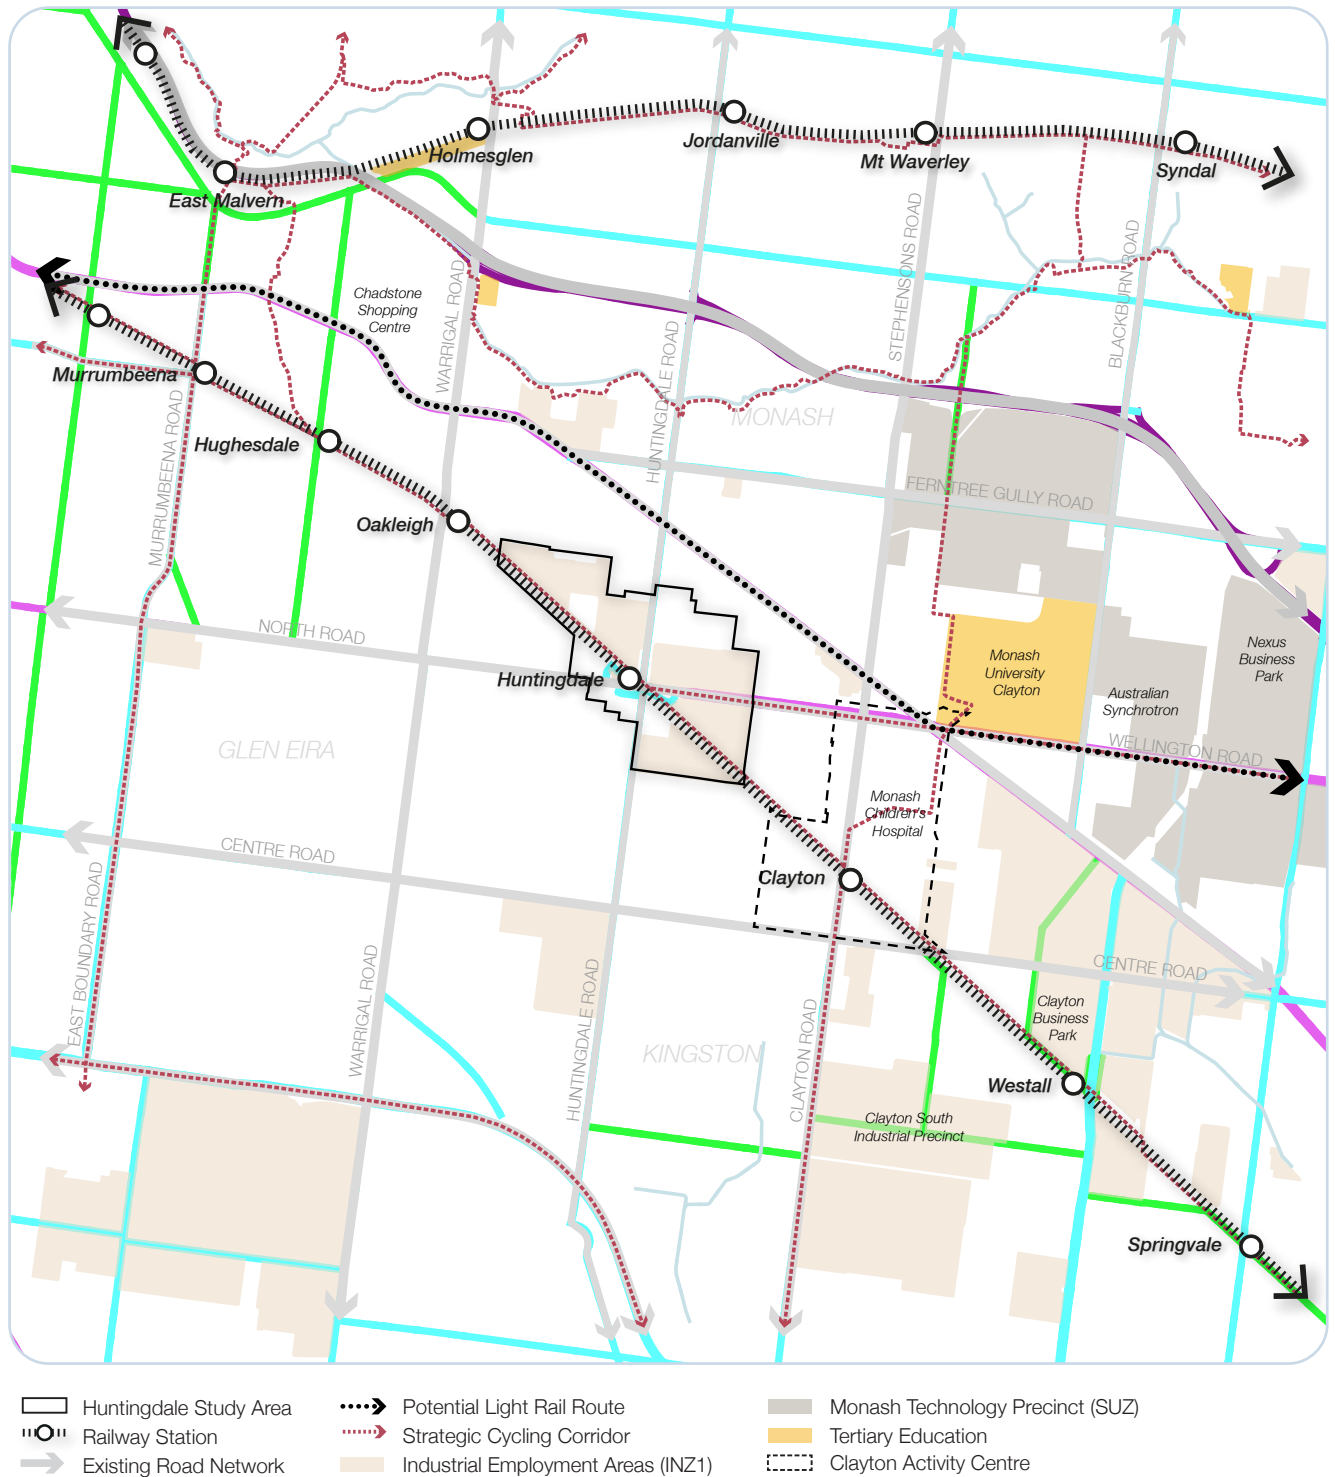 Holmesglen
Jordanville
Mt Waverley
Syndal
East Malvern
STEPHENSONS ROAD
BLACKBURN ROAD
WARRIGAL ROAD
Chadstone
Shopping
Centre
HUNTINGDALE ROAD
Murrumbeena
MURRUMBEENA ROAD
MONASH
Hughesdale
FERNTREE GULLY ROAD
Oakleigh
NORTH ROAD
Huntingdale
Monash
University
Clayton
Nexus
Business
Park
Australian
Synchrotron
WELLINGTON ROAD
GLEN EIRA
Monash
Children's
Hospital
CENTRE ROAD
Clayton
EAST BOUNDARY ROAD
WARRIGAL ROAD
HUNTINGDALE ROAD
CLAYTON ROAD
CENTRE ROAD
Clayton
Business
Park
KINGSTON
Westall
Clayton South
Industrial Precinct
Springvale
Huntingdale Study Area
Railway Station
Existing Road Network
Potential Light Rail Route
Strategic Cycling Corridor
Industrial Employment Areas (INZ1)
Monash Technology Precinct (SUZ)
Tertiary Education
Clayton Activity Centre